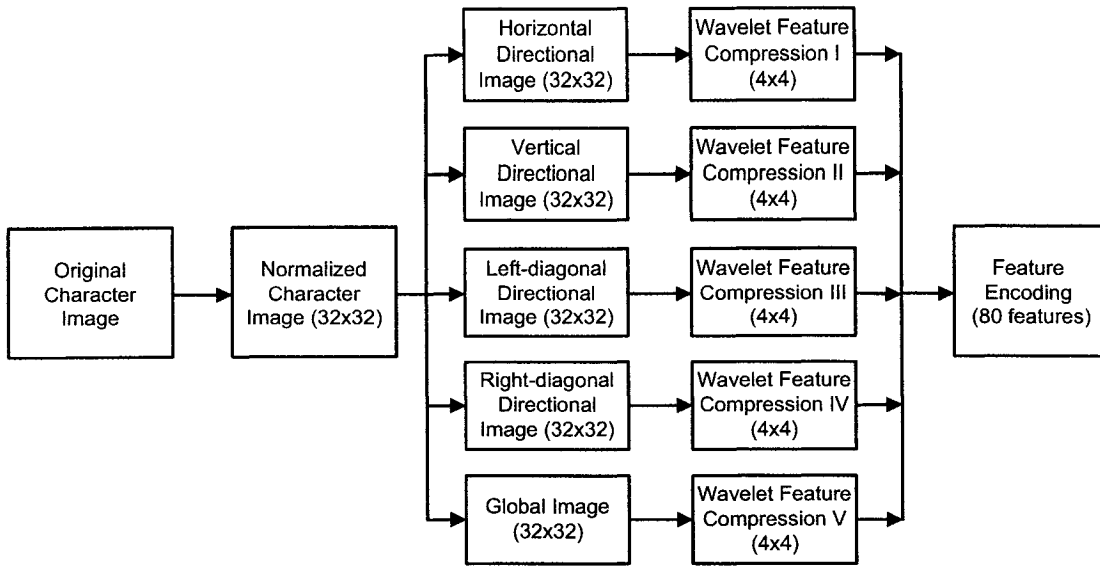 Original
Character
Image
Normalized
Character
Image (32x32)
Horizontal
Directional
Image (32x32)
Wavelet Feature
Compression I
(4x4)
Vertical
Directional
Image (32x32)
Wavelet Feature
Compression II
(4x4)
Left-diagonal
Directional
Image (32x32)
Wavelet Feature
Compression III
(4x4)
Right-diagonal
Directional
Image (32x32)
Wavelet Feature
Compression IV
(4x4)
Global Image
(32x32)
Wavelet Feature
Compression V
(4x4)
Feature
Encoding
(80 features)